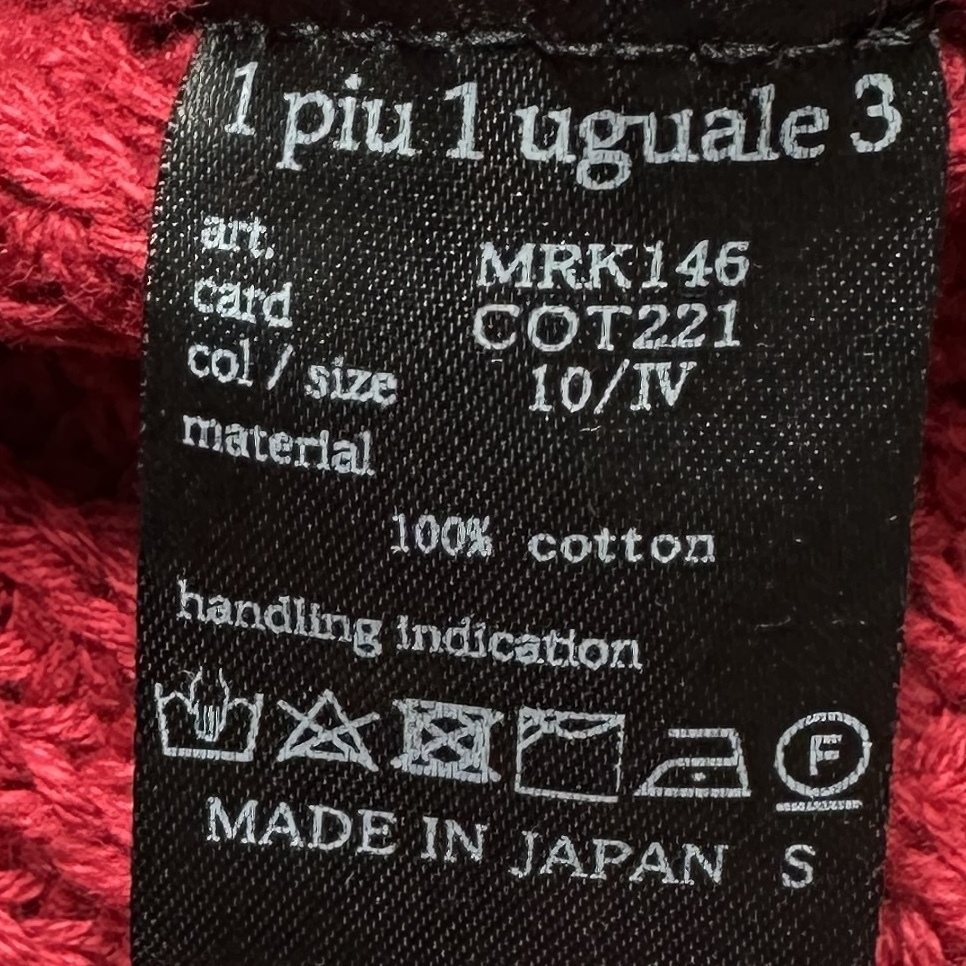 1 piu 1 uguale 3
art. MRK146
card COT221
col / size 10/IV
material
100% cotton
handling indication
F
MADE IN JAPAN S